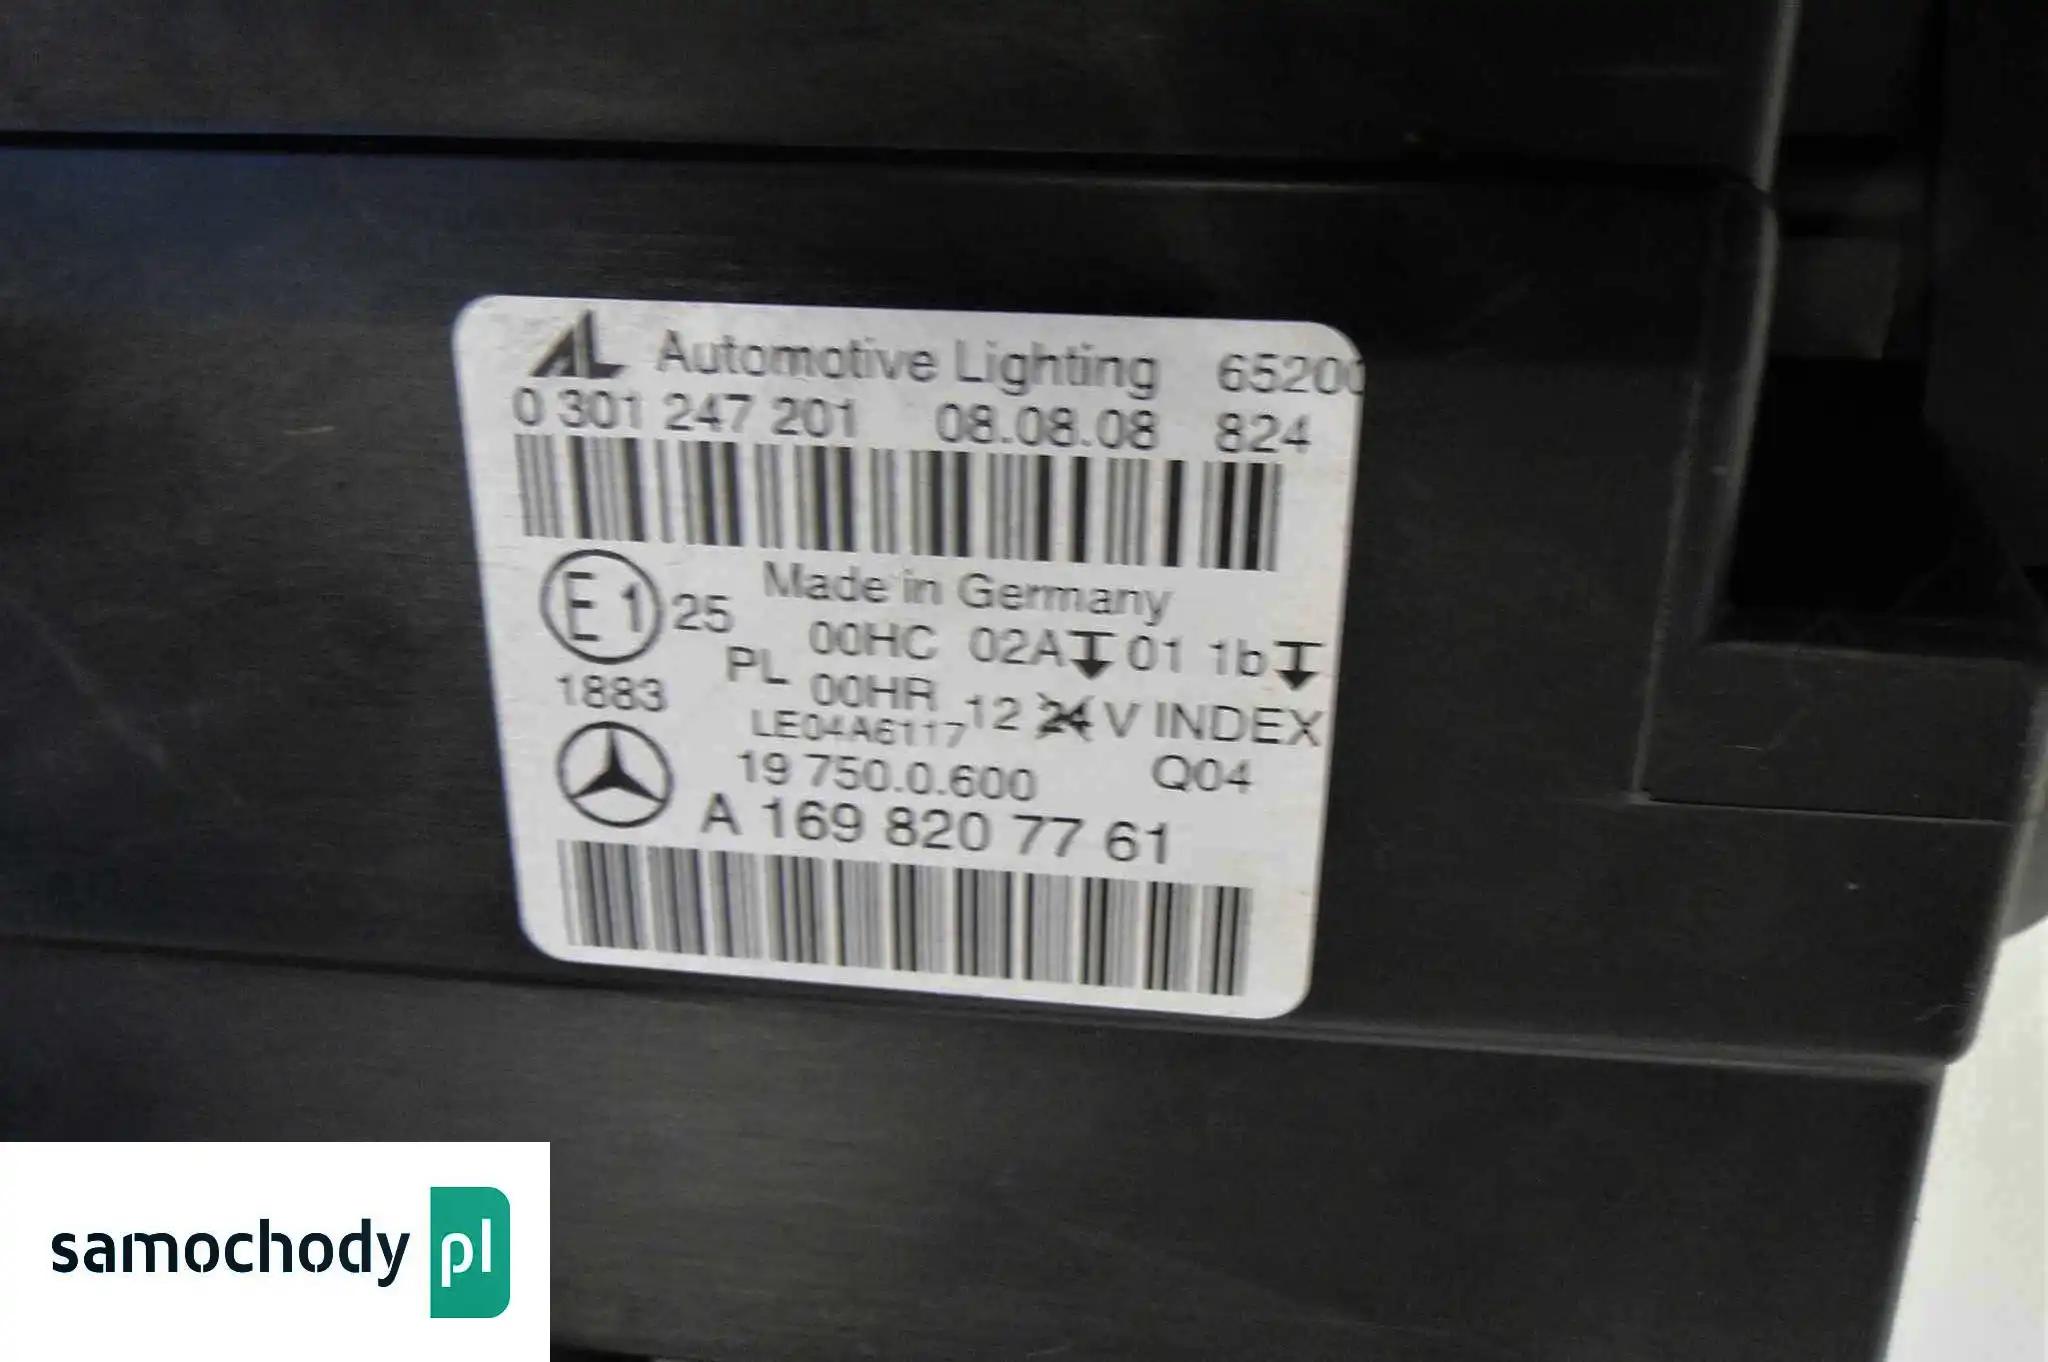 AL Automotive Lighting 65200
0 301 247 201 08.08.08 824
Made in Germany
E1 25 00HC 02A 01 1b
PL 00HR 12 24 V INDEX
1883 LE04A6117
19 750.0.600 Q04
A 169 820 77 61
samochody pl